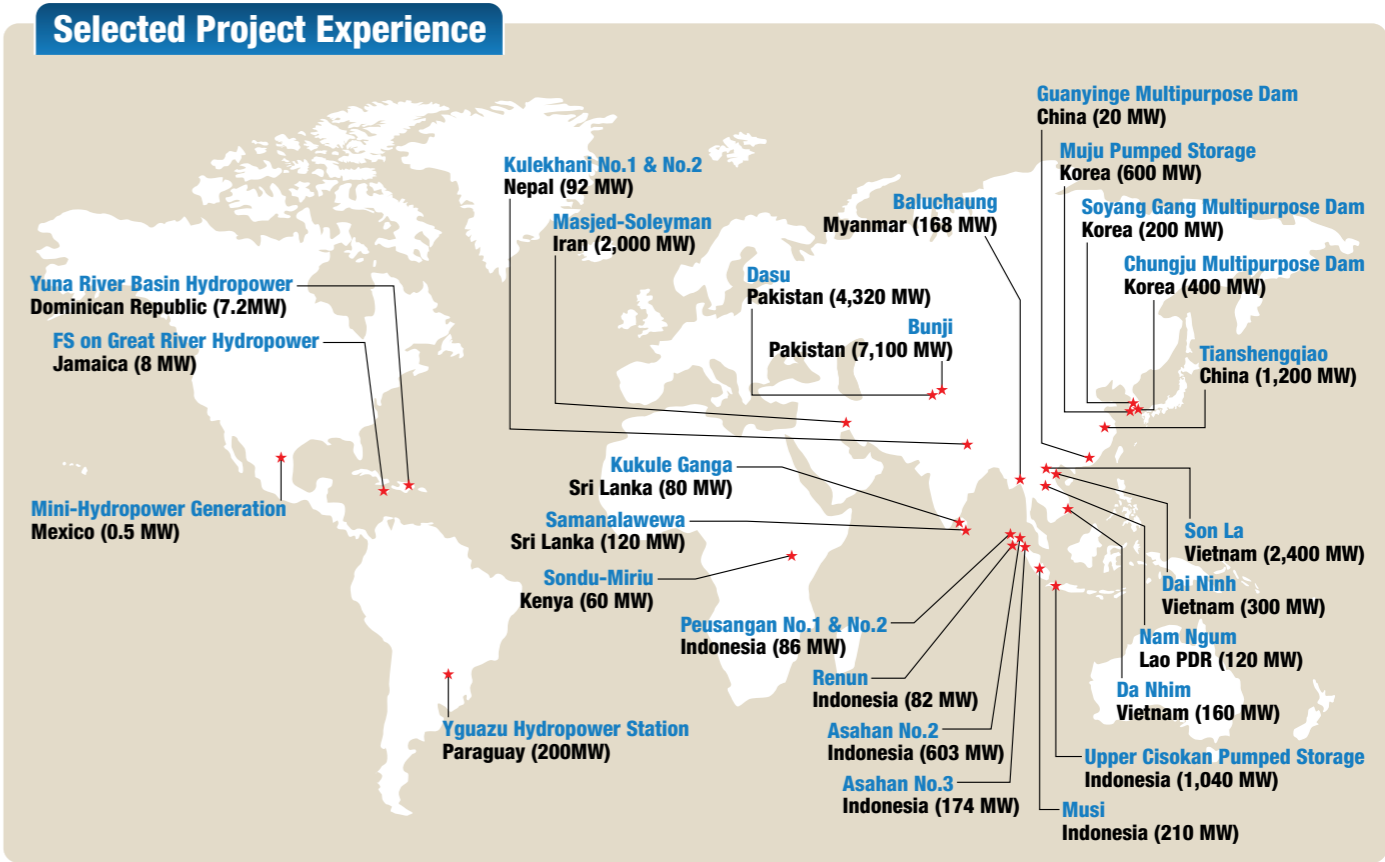 Selected Project Experience
Guanyinge Multipurpose Dam
China (20 MW)
Muju Pumped Storage
Korea (600 MW)
Kulekhani No.1 & No.2
Nepal (92 MW)
Baluchaung
Myanmar (168 MW)
Soyang Gang Multipurpose Dam
Korea (200 MW)
Masjed-Soleyman
Iran (2,000 MW)
Chungju Multipurpose Dam
Korea (400 MW)
Dasu
Pakistan (4,320 MW)
Yuna River Basin Hydropower
Dominican Republic (7.2MW)
Bunji
Pakistan (7,100 MW)
FS on Great River Hydropower
Jamaica (8 MW)
Tianshengqiao
China (1,200 MW)
Kukule Ganga
Sri Lanka (80 MW)
Mini-Hydropower Generation
Mexico (0.5 MW)
Samanalawewa
Sri Lanka (120 MW)
Son La
Vietnam (2,400 MW)
Sondu-Miriu
Kenya (60 MW)
Dai Ninh
Vietnam (300 MW)
Peusangan No.1 & No.2
Indonesia (86 MW)
Nam Ngum
Lao PDR (120 MW)
Renun
Indonesia (82 MW)
Da Nhim
Vietnam (160 MW)
Yguazu Hydropower Station
Paraguay (200MW)
Asahan No.2
Indonesia (603 MW)
Upper Cisokan Pumped Storage
Indonesia (1,040 MW)
Asahan No.3
Indonesia (174 MW)
Musi
Indonesia (210 MW)